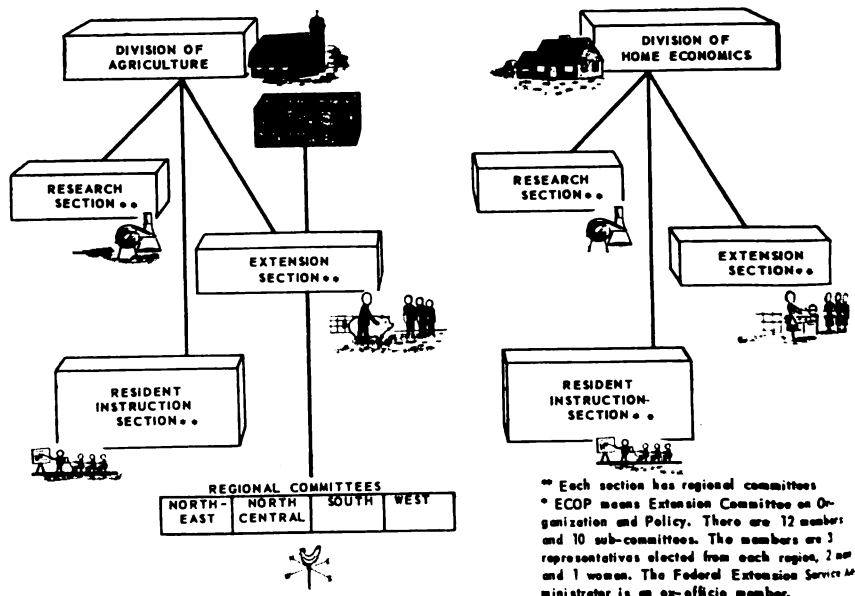 DIVISION OF
AGRICULTURE
DIVISION OF
HOME ECONOMICS
RESEARCH
SECTION **
EXTENSION
SECTION **
RESIDENT
INSTRUCTION
SECTION **
RESEARCH
SECTION **
EXTENSION
SECTION **
RESIDENT
INSTRUCTION-
SECTION **
REGIONAL COMMITTEES
NORTH-
EAST
NORTH
CENTRAL
SOUTH
WEST
** Each section has regional committees
* ECOP means Extension Committee on Or-
ganization and Policy. There are 12 members
and 10 sub-committees. The members are 3
representatives elected from each region, 2 men
and 1 women. The Federal Extension Service Ad-
ministrator is an ex-officio member.